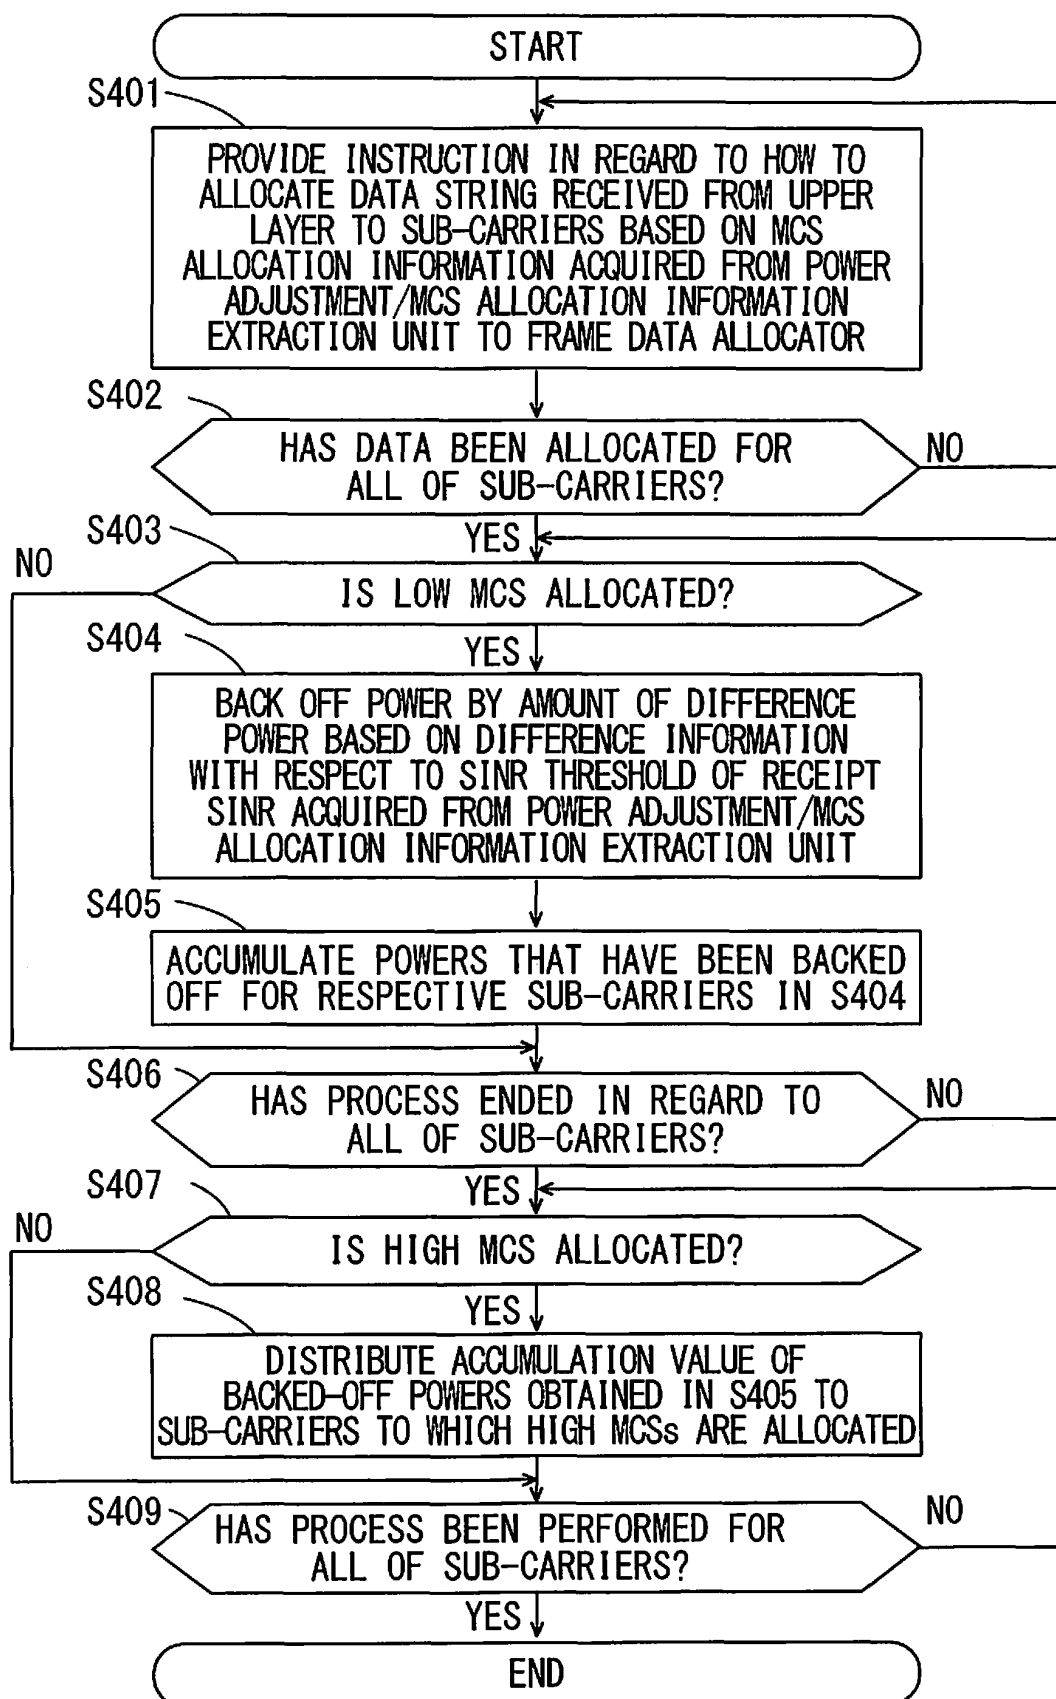 START
S401
PROVIDE INSTRUCTION IN REGARD TO HOW TO
ALLOCATE DATA STRING RECEIVED FROM UPPER
LAYER TO SUB-CARRIERS BASED ON MCS
ALLOCATION INFORMATION ACQUIRED FROM POWER
ADJUSTMENT/MCS ALLOCATION INFORMATION
EXTRACTION UNIT TO FRAME DATA ALLOCATOR
S402
HAS DATA BEEN ALLOCATED FOR
ALL OF SUB-CARRIERS?
NO
YES
S403
NO
IS LOW MCS ALLOCATED?
YES
S404
BACK OFF POWER BY AMOUNT OF DIFFERENCE
POWER BASED ON DIFFERENCE INFORMATION
WITH RESPECT TO SINR THRESHOLD OF RECEIPT
SINR ACQUIRED FROM POWER ADJUSTMENT/MCS
ALLOCATION INFORMATION EXTRACTION UNIT
S405
ACCUMULATE POWERS THAT HAVE BEEN BACKED
OFF FOR RESPECTIVE SUB-CARRIERS IN S404
S406
HAS PROCESS ENDED IN REGARD TO
ALL OF SUB-CARRIERS?
NO
YES
S407
NO
IS HIGH MCS ALLOCATED?
YES
S408
DISTRIBUTE ACCUMULATION VALUE OF
BACKED-OFF POWERS OBTAINED IN S405 TO
SUB-CARRIERS TO WHICH HIGH MCSs ARE ALLOCATED
S409
HAS PROCESS BEEN PERFORMED FOR
ALL OF SUB-CARRIERS?
NO
YES
END